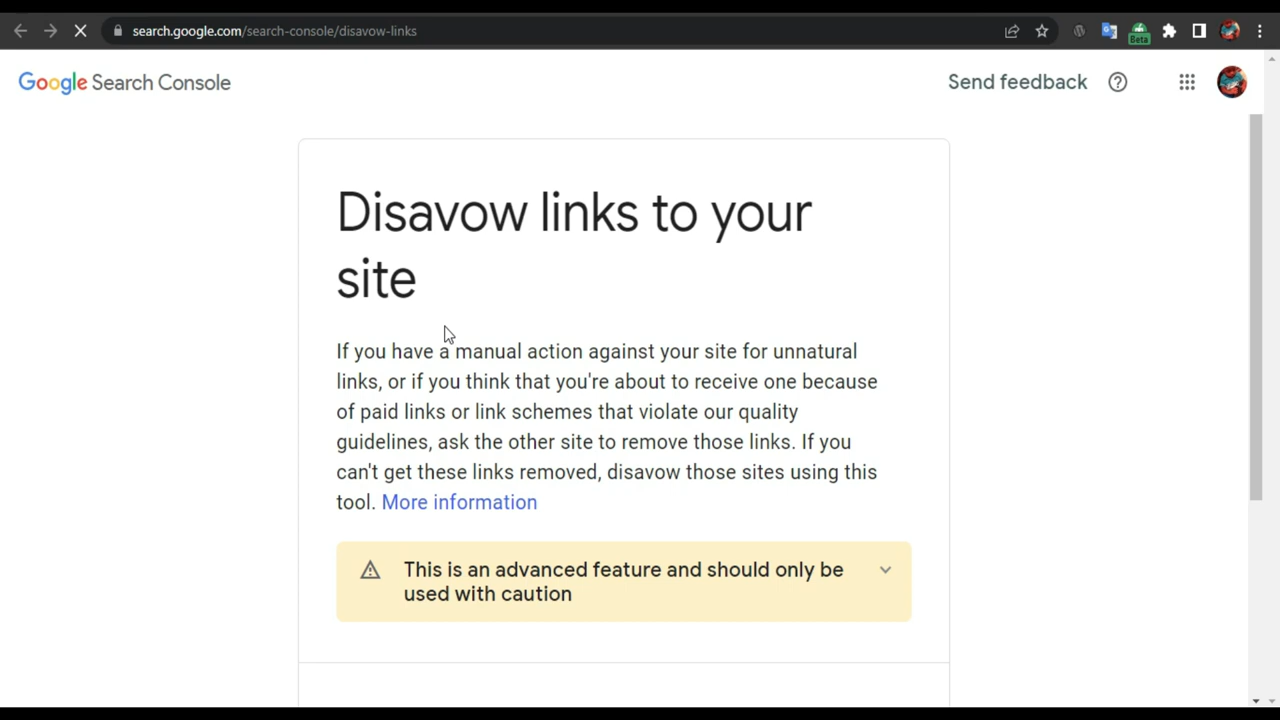 search.google.com/search-console/disavow-links
Beta
Google Search Console
Send feedback
Disavow links to your
site
If you have a manual action against your site for unnatural
links, or if you think that you're about to receive one because
of paid links or link schemes that violate our quality
guidelines, ask the other site to remove those links. If you
can't get these links removed, disavow those sites using this
tool. More information
This is an advanced feature and should only be
used with caution